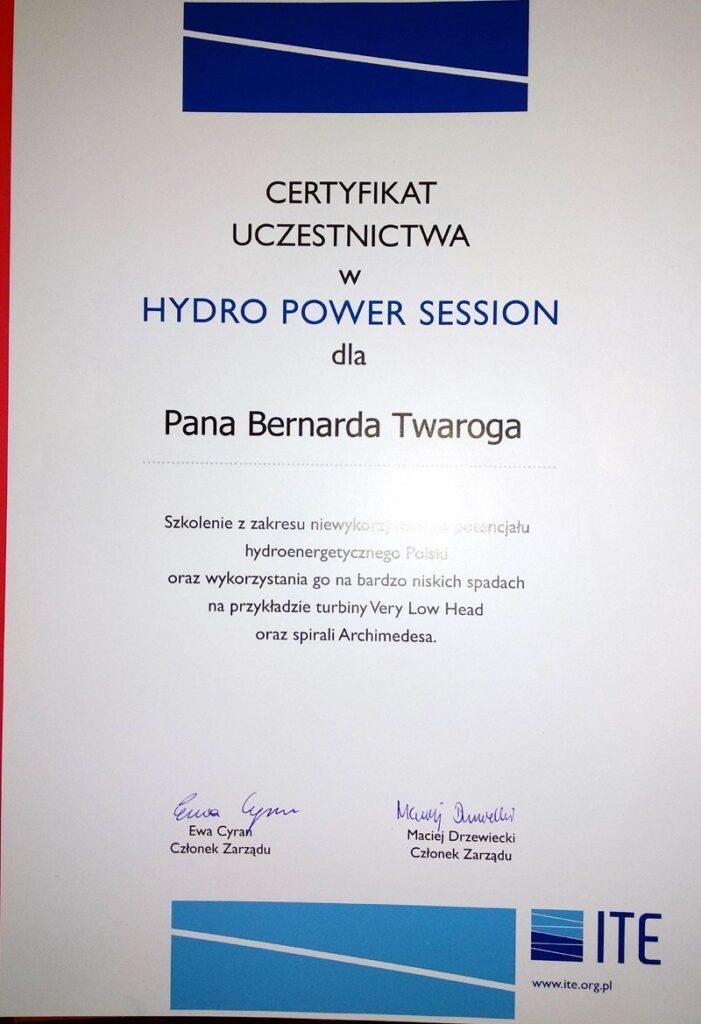 CERTYFIKAT
UCZESTNICTWA
w
HYDRO POWER SESSION
dla
Pana Bernarda Twaroga
Szkolenie z zakresu niewykorzystanego potencjału
hydroenergetycznego Polski
oraz wykorzystania go na bardzo niskich spadach
na przykładzie turbiny Very Low Head
oraz spirali Archimedesa.
Ewa Cyran
Ewa Cyran
Członek Zarządu
Maciej Drzewiecki
Członek Zarządu
ITE
www.ite.org.pl